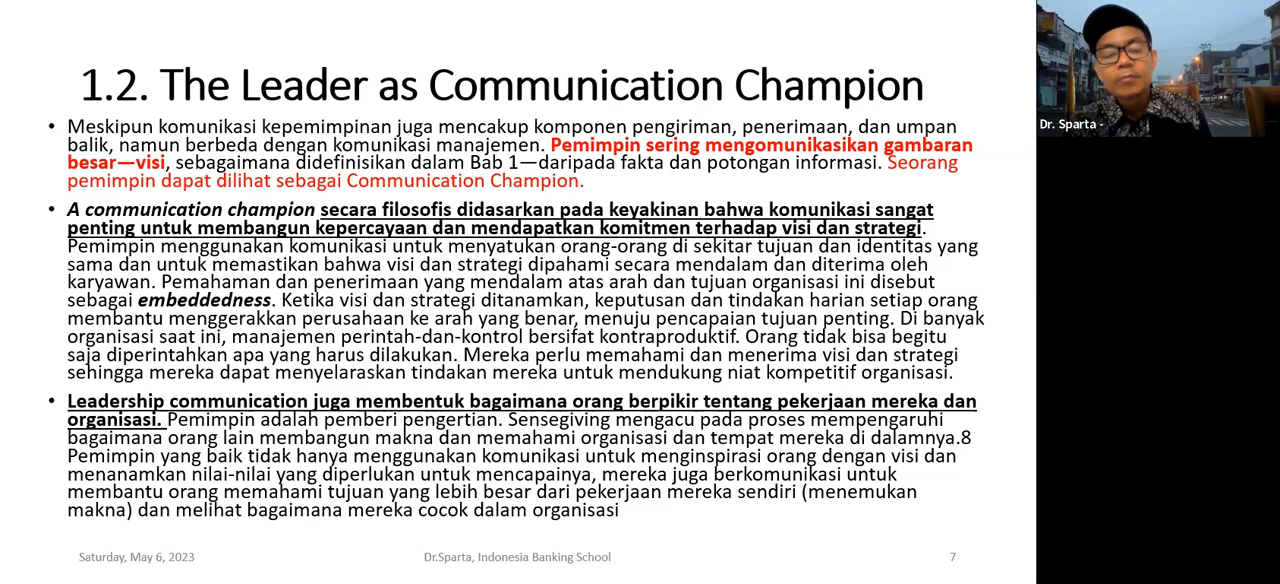 1.2. The Leader as Communication Champion
• Meskipun komunikasi kepemimpinan juga mencakup komponen pengiriman, penerimaan, dan umpan
balik, namun berbeda dengan komunikasi manajemen. Pemimpin sering mengomunikasikan gambaran
besar—visi, sebagaimana didefinisikan dalam Bab 1—daripada fakta dan potongan informasi. Seorang
pemimpin dapat dilihat sebagai Communication Champion.
• A communication champion secara filosofis didasarkan pada keyakinan bahwa komunikasi sangat
penting untuk membangun kepercayaan dan mendapatkan komitmen terhadap visi dan strategi.
Pemimpin menggunakan komunikasi untuk menyatukan orang-orang di sekitar tujuan dan identitas yang
sama dan untuk memastikan bahwa visi dan strategi dipahami secara mendalam dan diterima oleh
karyawan. Pemahaman dan penerimaan yang mendalam atas arah dan tujuan organisasi ini disebut
sebagai embeddedness. Ketika visi dan strategi ditanamkan, keputusan dan tindakan harian setiap orang
membantu menggerakkan perusahaan ke arah yang benar, menuju pencapaian tujuan penting. Di banyak
organisasi saat ini, manajemen perintah-dan-kontrol bersifat kontraproduktif. Orang tidak bisa begitu
saja diperintahkan apa yang harus dilakukan. Mereka perlu memahami dan menerima visi dan strategi
sehingga mereka dapat menyelaraskan tindakan mereka untuk mendukung niat kompetitif organisasi.
• Leadership communication juga membentuk bagaimana orang berpikir tentang pekerjaan mereka dan
organisasi. Pemimpin adalah pemberi pengertian. Sensegiving mengacu pada proses mempengaruhi
bagaimana orang lain membangun makna dan memahami organisasi dan tempat mereka di dalamnya.8
Pemimpin yang baik tidak hanya menggunakan komunikasi untuk menginspirasi orang dengan visi dan
menanamkan nilai-nilai yang diperlukan untuk mencapainya, mereka juga berkomunikasi untuk
membantu orang memahami tujuan yang lebih besar dari pekerjaan mereka sendiri (menemukan
makna) dan melihat bagaimana mereka cocok dalam organisasi
Saturday, May 6, 2023
Dr.Sparta, Indonesia Banking School
7
Dr. Sparta -